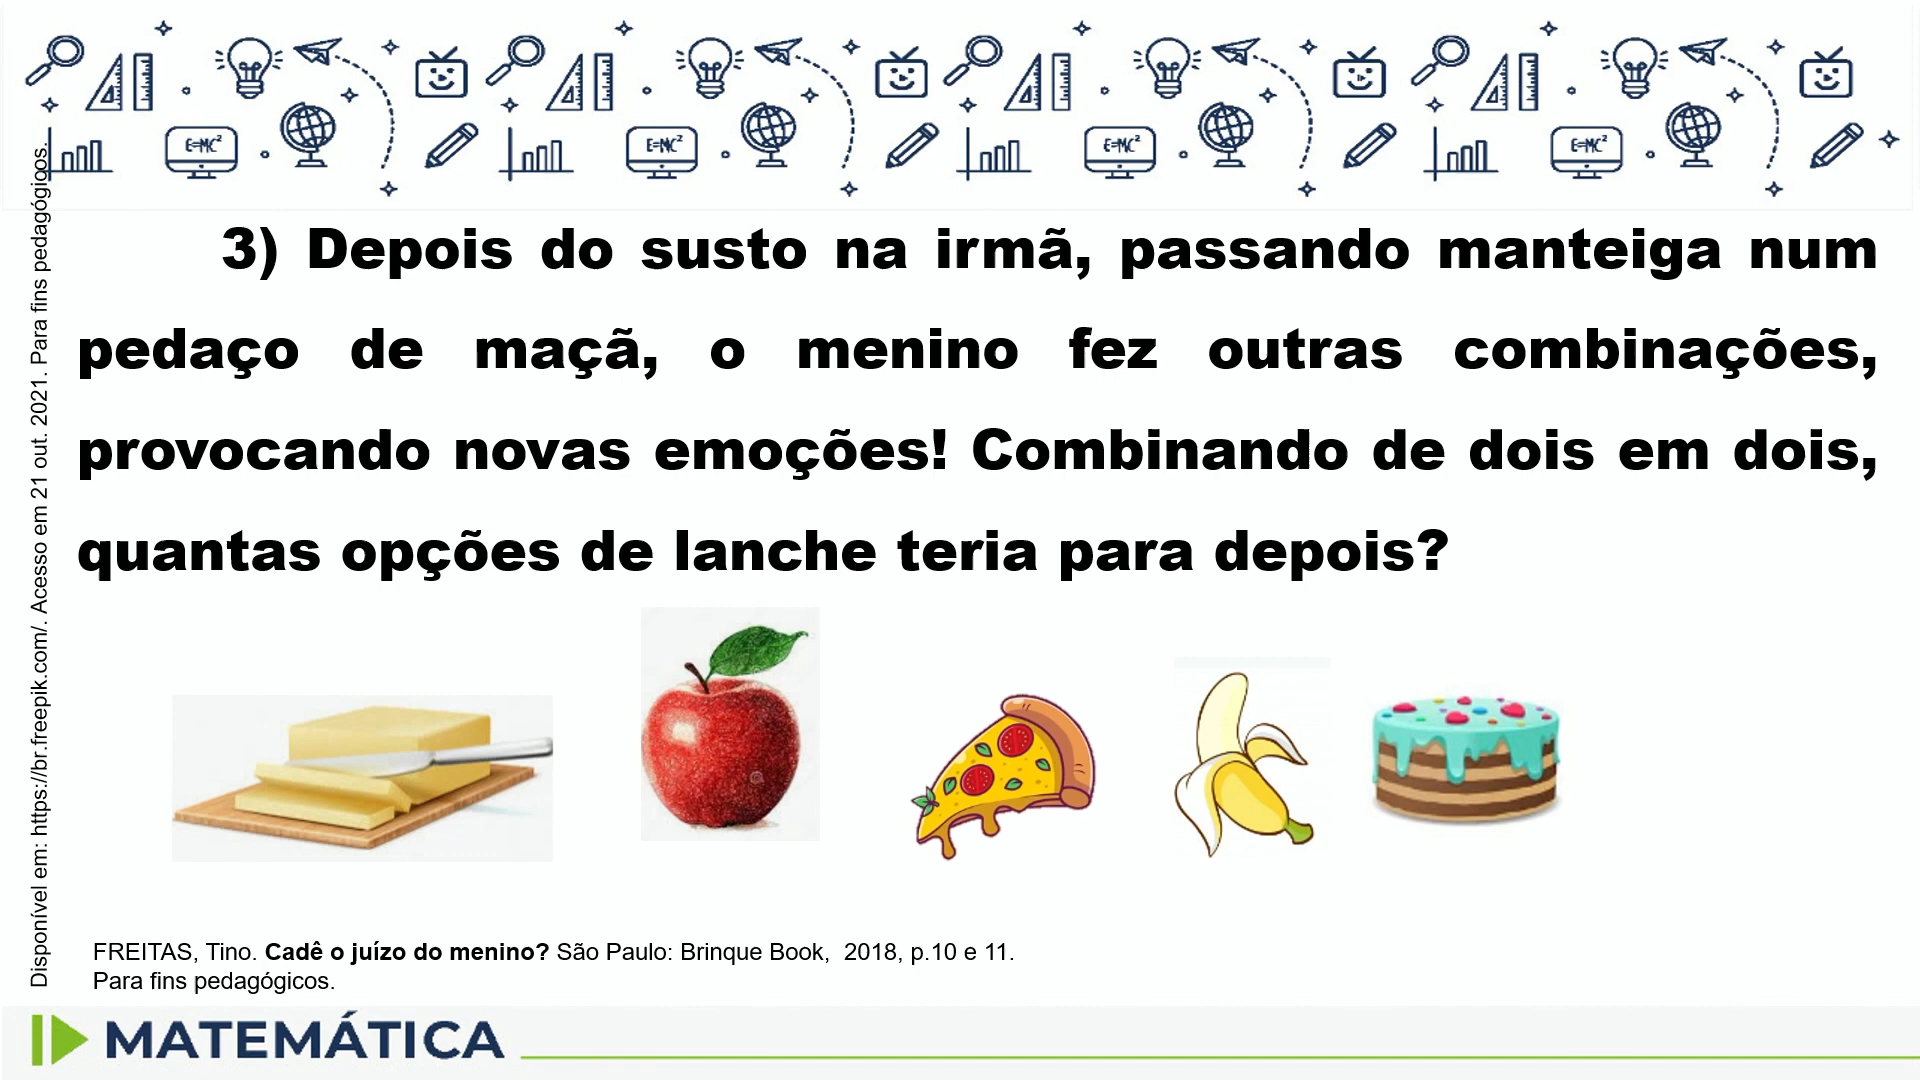 E=MC²
E=MC²
E=MC²
E=MC²
3) Depois do susto na irmã, passando manteiga num
pedaço de maçã, o menino fez outras combinações,
provocando novas emoções! Combinando de dois em dois,
quantas opções de lanche teria para depois?
Disponível em: https://br.freepik.com/. Acesso em 21 out. 2021. Para fins pedagógios.
FREITAS, Tino. Cadê o juízo do menino? São Paulo: Brinque Book, 2018, p.10 e 11.
Para fins pedagógicos.
MATEMÁTICA